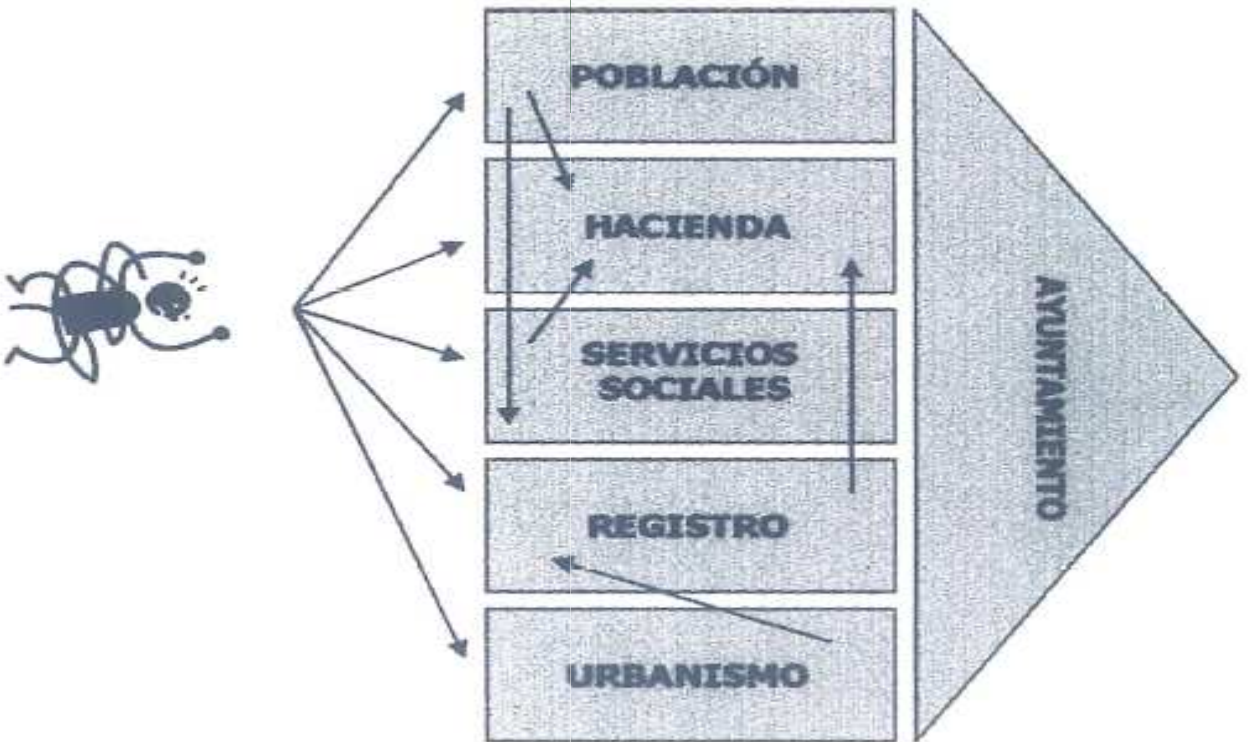 POBLACIÓN
HACIENDA
SERVICIOS
SOCIALES
REGISTRO
URBANISMO
AYUNTAMIENTO